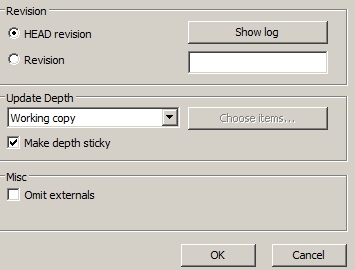 Revision
HEAD revision
Show log
Revision
Update Depth
Working copy
Choose items...
Make depth sticky
Misc
Omit externals
OK
Cancel